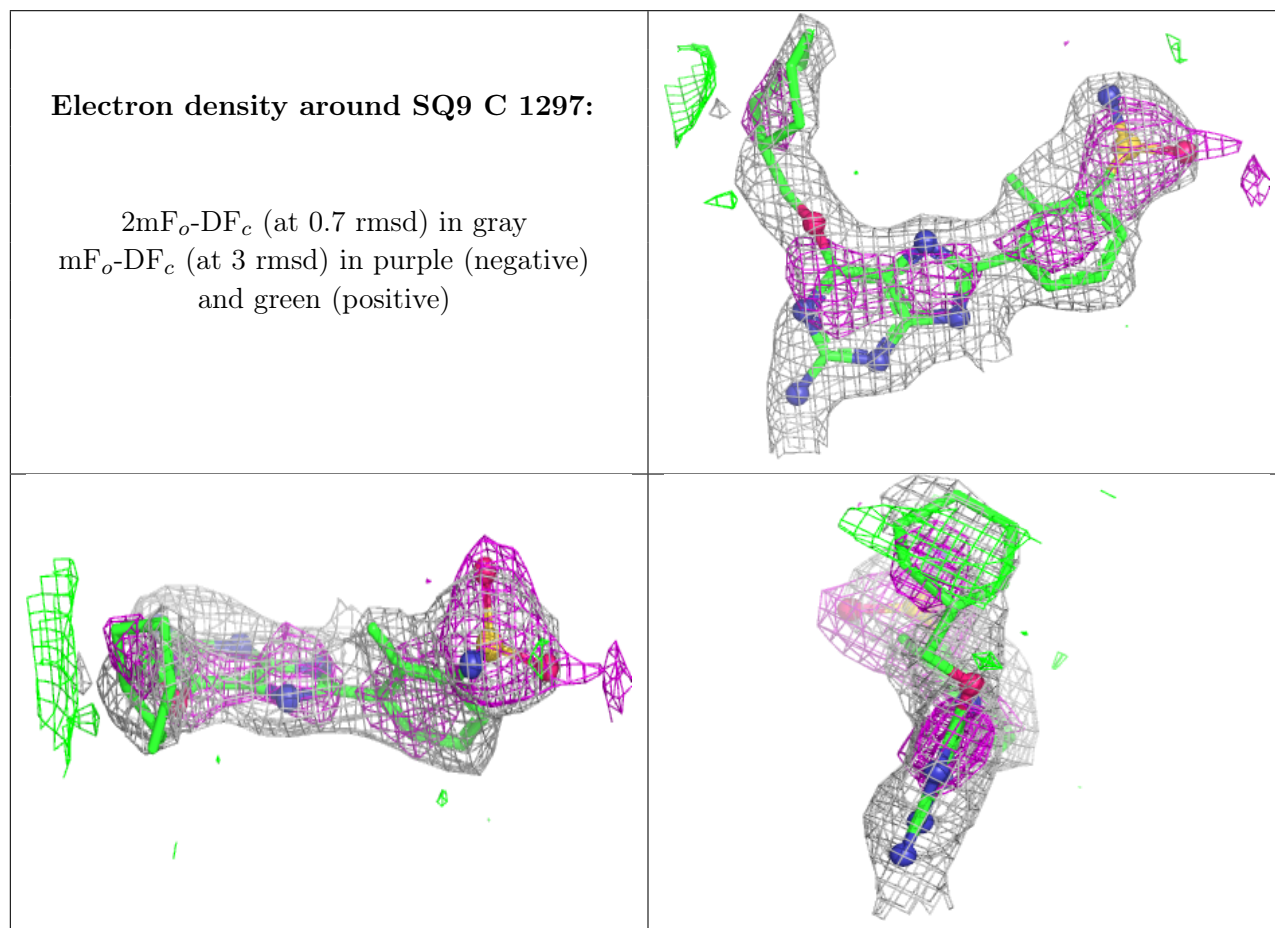 Electron density around SQ9 C 1297:
2mFo-DFc (at 0.7 rmsd) in gray
mFo-DFc (at 3 rmsd) in purple (negative)
and green (positive)